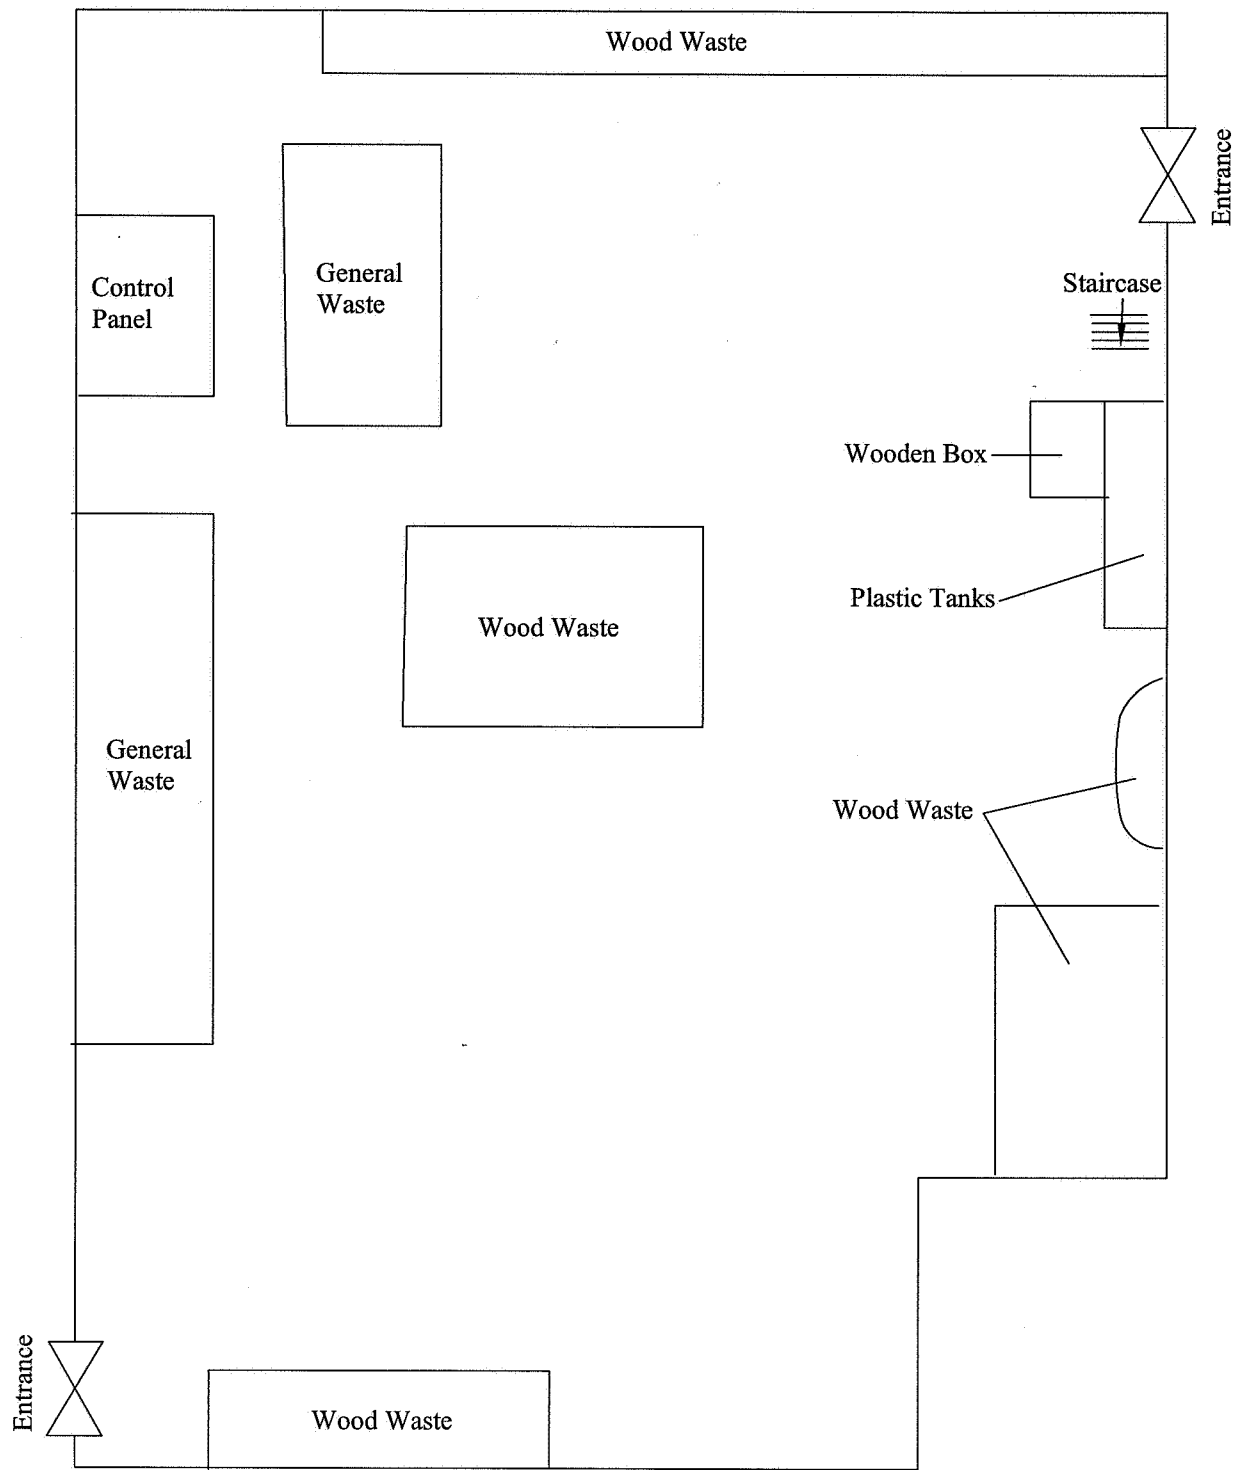 Wood Waste
Entrance
General
Waste
Control
Panel
Staircase
Wooden Box
Plastic Tanks
Wood Waste
General
Waste
Wood Waste
Entrance
Wood Waste